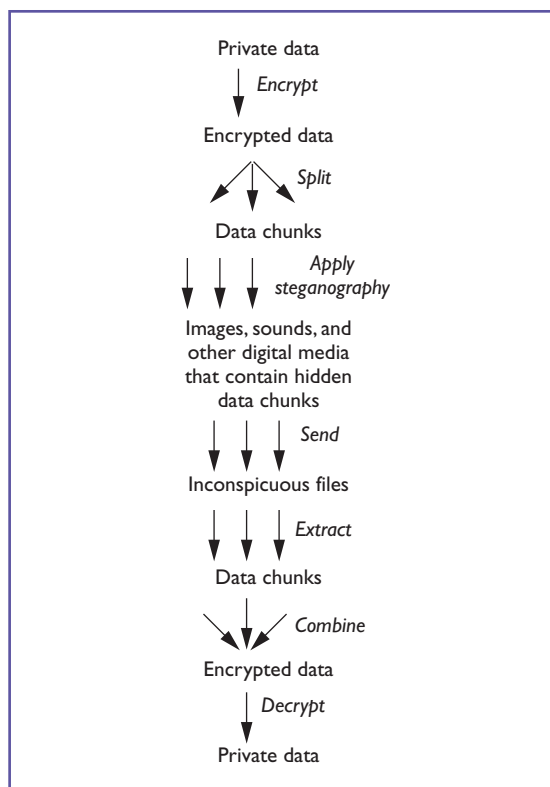 Private data
Encrypt
Encrypted data
Split
Data chunks
Apply
steganography
Images, sounds, and
other digital media
that contain hidden
data chunks
Send
Inconspicuous files
Extract
Data chunks
Combine
Encrypted data
Decrypt
Private data